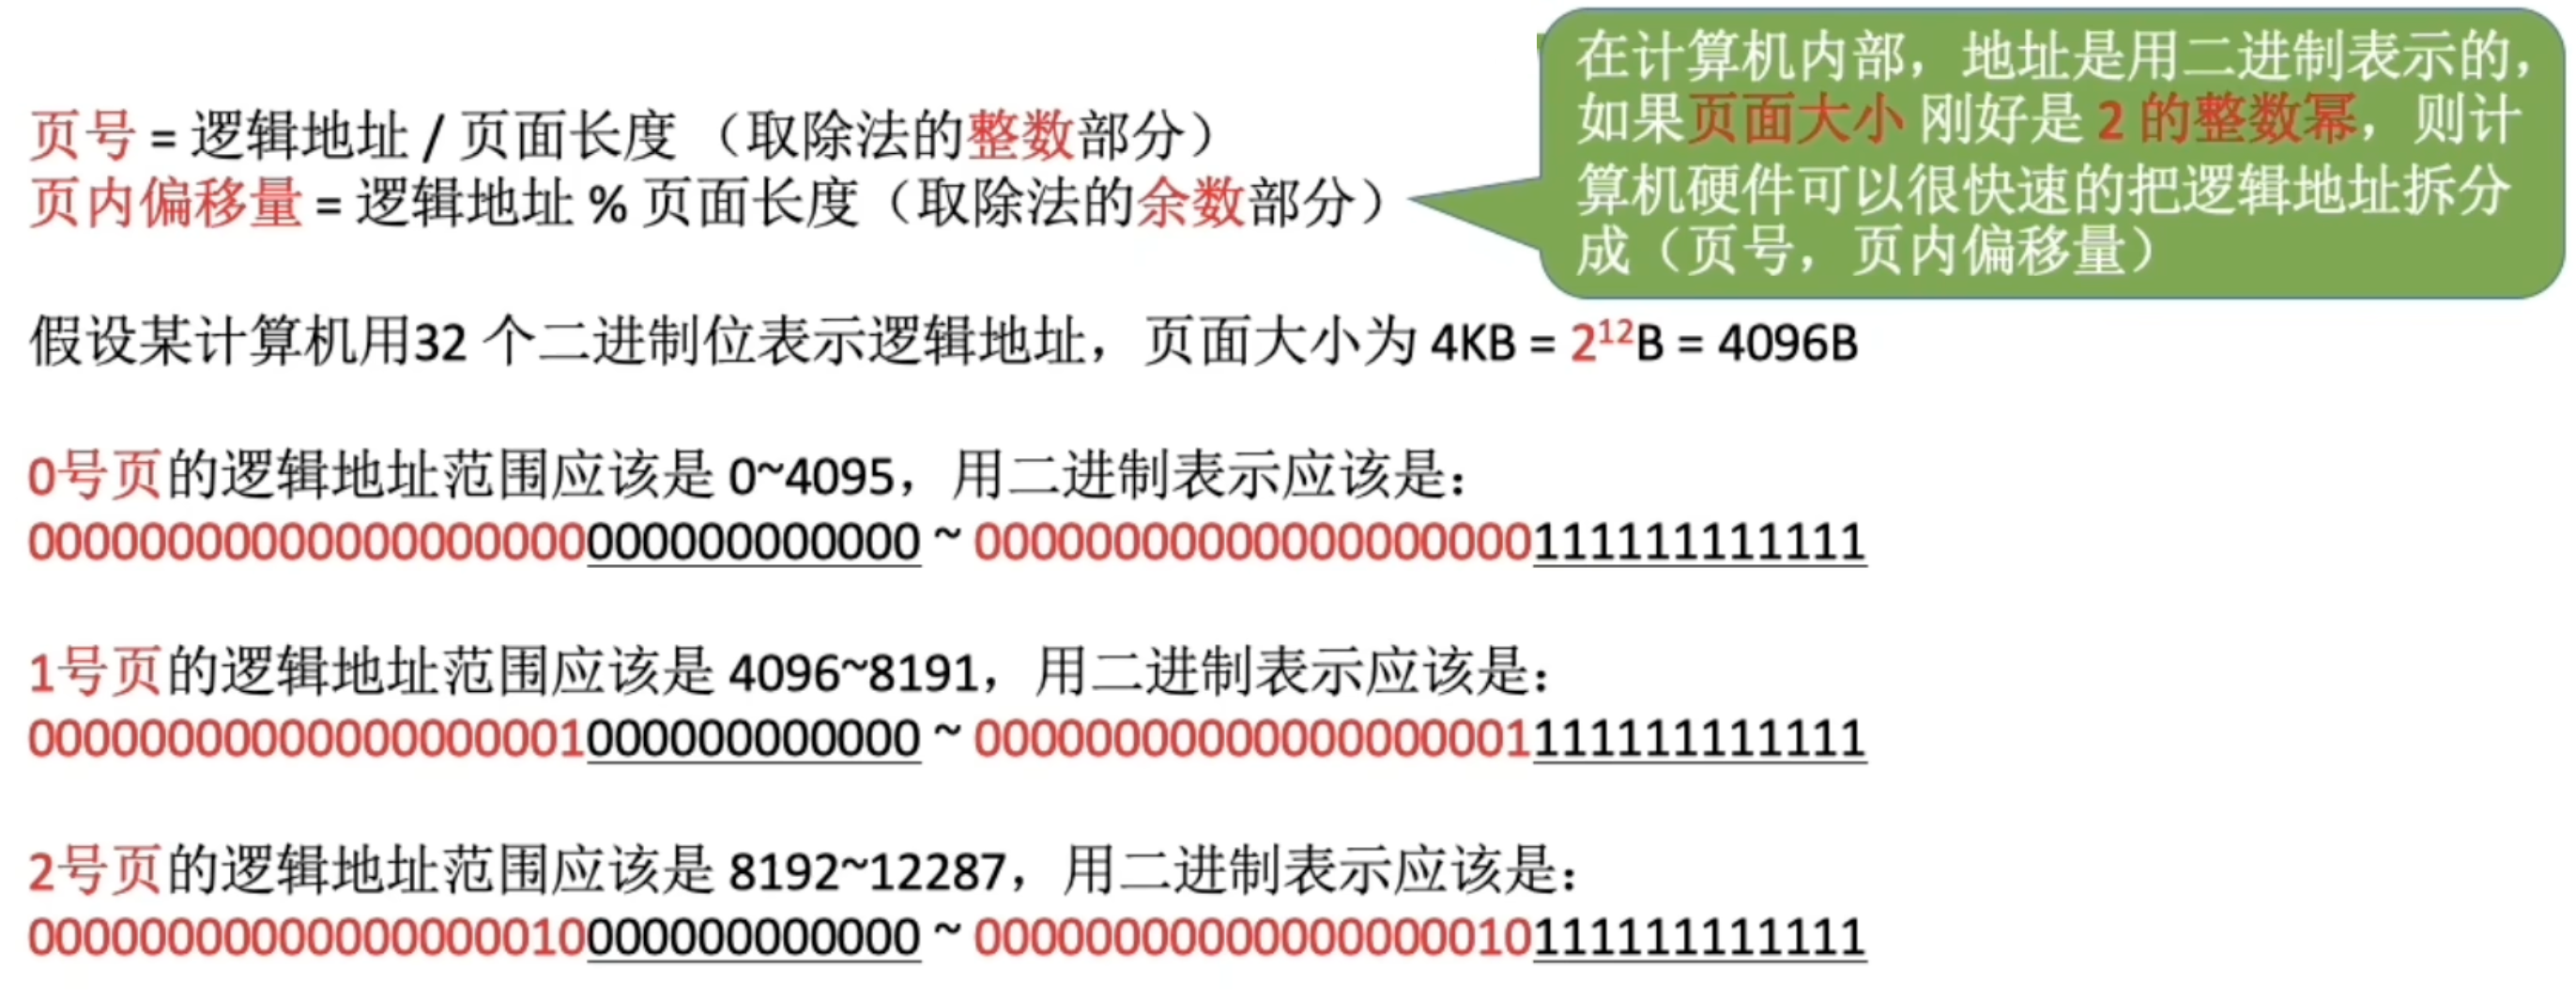 在计算机内部，地址是用二进制表示的，
如果页面大小 刚好是 2 的整数幂，则计
算机硬件可以很快速的把逻辑地址拆分
成（页号，页内偏移量）
页号 = 逻辑地址 / 页面长度 （取除法的整数部分）
页内偏移量 = 逻辑地址 % 页面长度（取除法的余数部分）
假设某计算机用32 个二进制位表示逻辑地址，页面大小为 4KB = 2¹²B = 4096B
0号页的逻辑地址范围应该是 0~4095，用二进制表示应该是：
00000000000000000000000000000000 ~ 00000000000000000000111111111111
1号页的逻辑地址范围应该是 4096~8191，用二进制表示应该是：
00000000000000000001000000000000 ~ 00000000000000000001111111111111
2号页的逻辑地址范围应该是 8192~12287，用二进制表示应该是：
00000000000000000010000000000000 ~ 00000000000000000010111111111111